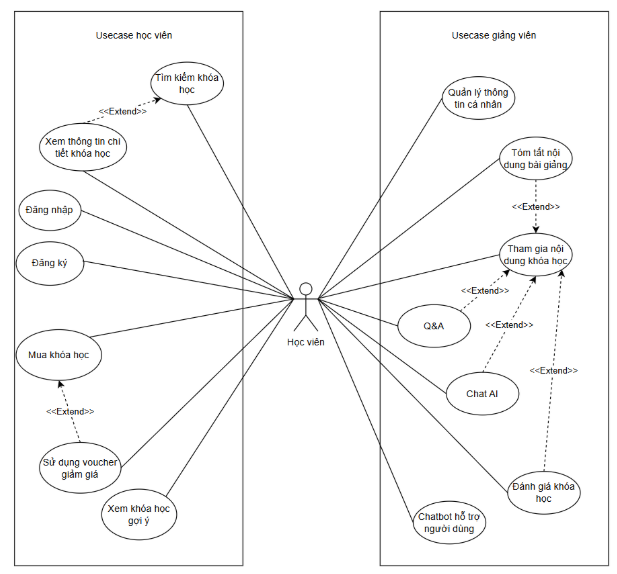 Usecase học viên
Tìm kiếm khóa
học
<<Extend>>
Xem thông tin chi
tiết khóa học
Đăng nhập
Đăng ký
Mua khóa học
<<Extend>>
Sử dụng voucher
giảm giá
Xem khóa học
gợi ý
Học viên
Usecase giảng viên
Quản lý thông
tin cá nhân
Tóm tắt nội
dung bài giảng
<<Extend>>
Tham gia nội
dung khóa học
<<Extend>>
Q&A
<<Extend>>
Chat AI
<<Extend>>
Đánh giá khóa
học
Chatbot hỗ trợ
người dùng